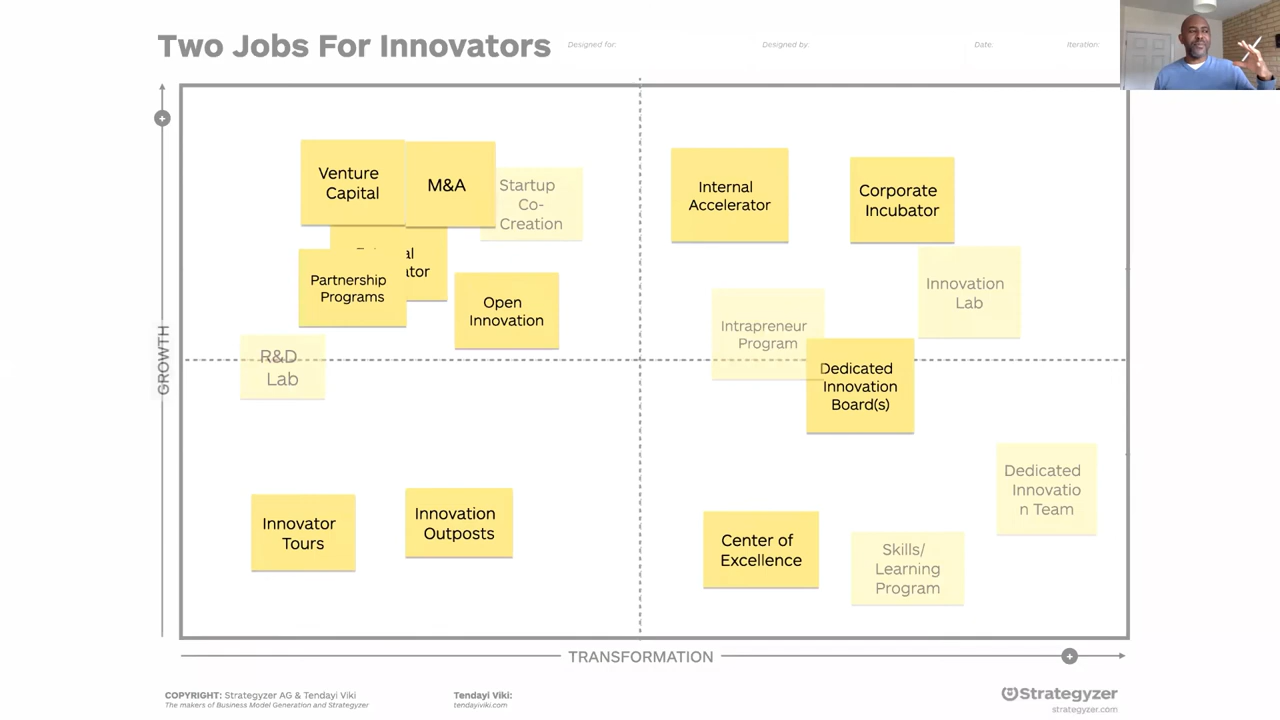 Two Jobs For Innovators
Designed for:
Designed by:
Date:
Iteration:
Venture
Capital
M&A
Startup
Co-
Creation
Internal
Accelerator
Corporate
Incubator
Partnership
Programs
Open
Innovation
Innovation
Lab
Intrapreneur
Program
R&D
Lab
Dedicated
Innovation
Board(s)
GROWTH
Innovator
Tours
Innovation
Outposts
Center of
Excellence
Skills/
Learning
Program
Dedicated
Innovatio
n Team
TRANSFORMATION
COPYRIGHT: Strategyzer AG & Tendayi Viki
The makers of Business Model Generation and Strategyzer
Tendayi Viki:
tendayiviki.com
Strategyzer
strategyzer.com